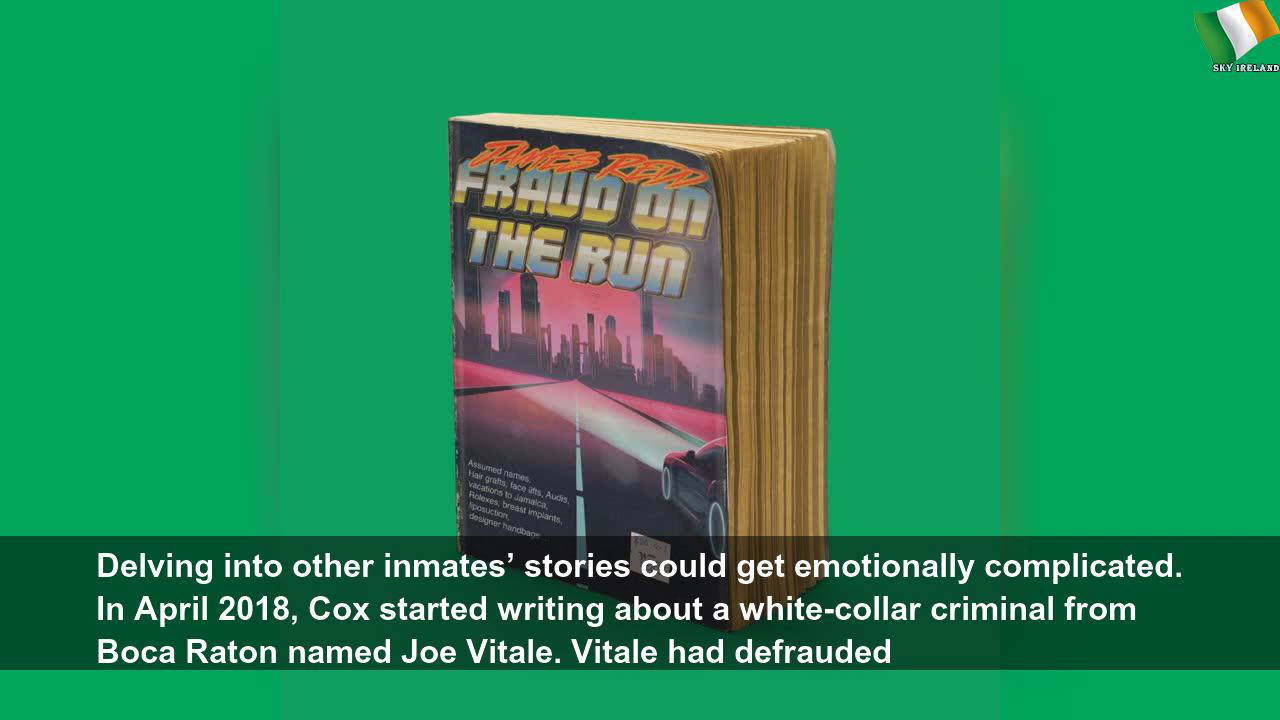 SKY IRELAND
JAMES REDD
FRAUD ON
THE RUN
Assumed names,
Hair grafts, face lifts, Audis,
vacations to Jamaica,
Rolexes, breast implants,
liposuction,
designer handbags...
Delving into other inmates’ stories could get emotionally complicated.
In April 2018, Cox started writing about a white-collar criminal from
Boca Raton named Joe Vitale. Vitale had defrauded